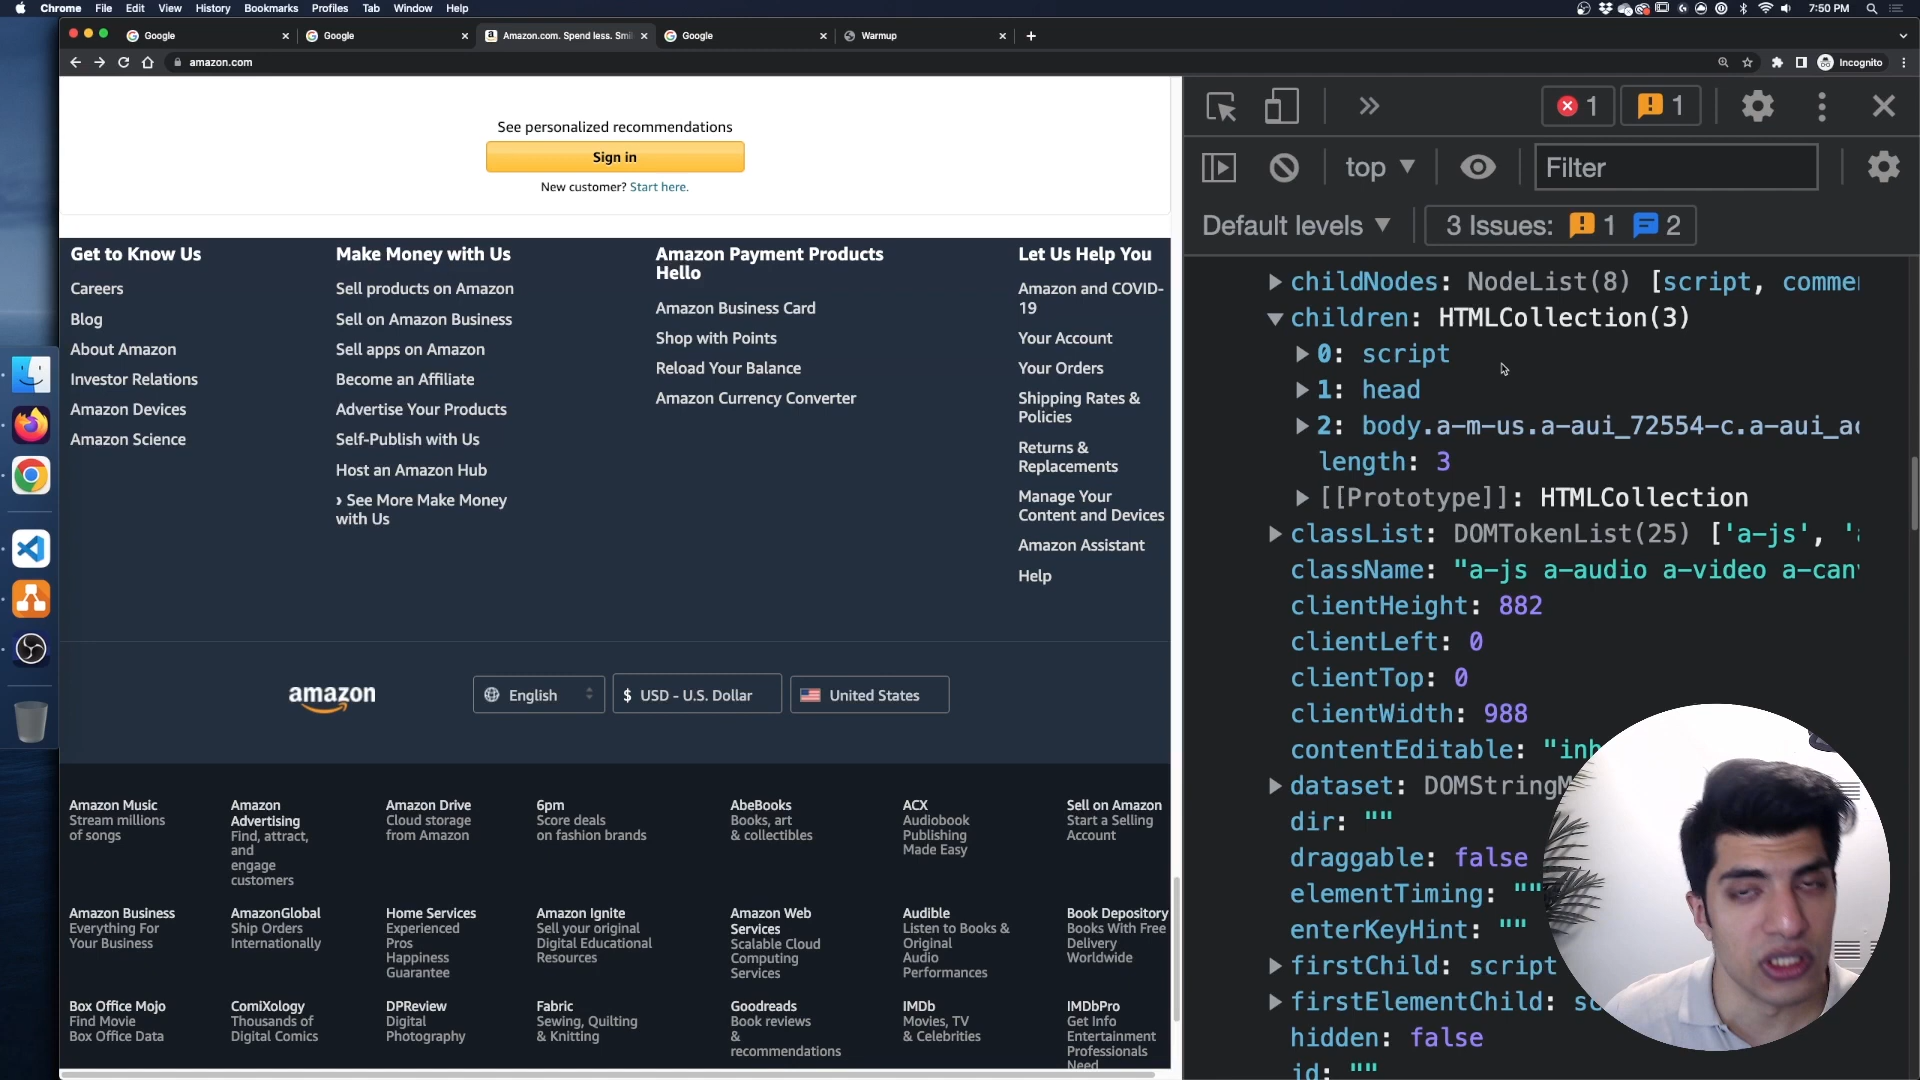 Chrome File Edit View History Bookmarks Profiles Tab Window Help
7:50 PM
Google
Google
Amazon.com. Spend less. Smi
Google
Warmup
amazon.com
Incognito
See personalized recommendations
Sign in
New customer? Start here.
Get to Know Us
Careers
Blog
About Amazon
Investor Relations
Amazon Devices
Amazon Science
Make Money with Us
Sell products on Amazon
Sell on Amazon Business
Sell apps on Amazon
Become an Affiliate
Advertise Your Products
Self-Publish with Us
Host an Amazon Hub
› See More Make Money
with Us
Amazon Payment Products
Hello
Amazon Business Card
Shop with Points
Reload Your Balance
Amazon Currency Converter
Let Us Help You
Amazon and COVID-
19
Your Account
Your Orders
Shipping Rates &
Policies
Returns &
Replacements
Manage Your
Content and Devices
Amazon Assistant
Help
amazon
English
$ USD - U.S. Dollar
United States
Amazon Music
Stream millions
of songs
Amazon
Advertising
Find, attract,
and
engage
customers
Amazon Drive
Cloud storage
from Amazon
6pm
Score deals
on fashion brands
AbeBooks
Books, art
& collectibles
ACX
Audiobook
Publishing
Made Easy
Sell on Amazon
Start a Selling
Account
Amazon Business
Everything For
Your Business
AmazonGlobal
Ship Orders
Internationally
Home Services
Experienced
Pros
Happiness
Guarantee
Amazon Ignite
Sell your original
Digital Educational
Resources
Amazon Web
Services
Scalable Cloud
Computing
Services
Audible
Listen to Books &
Original
Audio
Performances
Book Depository
Books With Free
Delivery
Worldwide
Box Office Mojo
Find Movie
Box Office Data
ComiXology
Thousands of
Digital Comics
DPReview
Digital
Photography
Fabric
Sewing, Quilting
& Knitting
Goodreads
Book reviews
&
recommendations
IMDb
Movies, TV
& Celebrities
IMDbPro
Get Info
Entertainment
Professionals
Need
1
1
top
Filter
Default levels
3 Issues: 1 2
childNodes: NodeList(8) [script, comme
children: HTMLCollection(3)
0: script
1: head
2: body.a-m-us.a-aui_72554-c.a-aui_ac
length: 3
[[Prototype]]: HTMLCollection
classList: DOMTokenList(25) ['a-js', '
className: "a-js a-audio a-video a-can
clientHeight: 882
clientLeft: 0
clientTop: 0
clientWidth: 988
contentEditable: "inh
dataset: DOMStringM
dir: ""
draggable: false
elementTiming: ""
enterKeyHint: ""
firstChild: script
firstElementChild: sc
hidden: false
id: ""